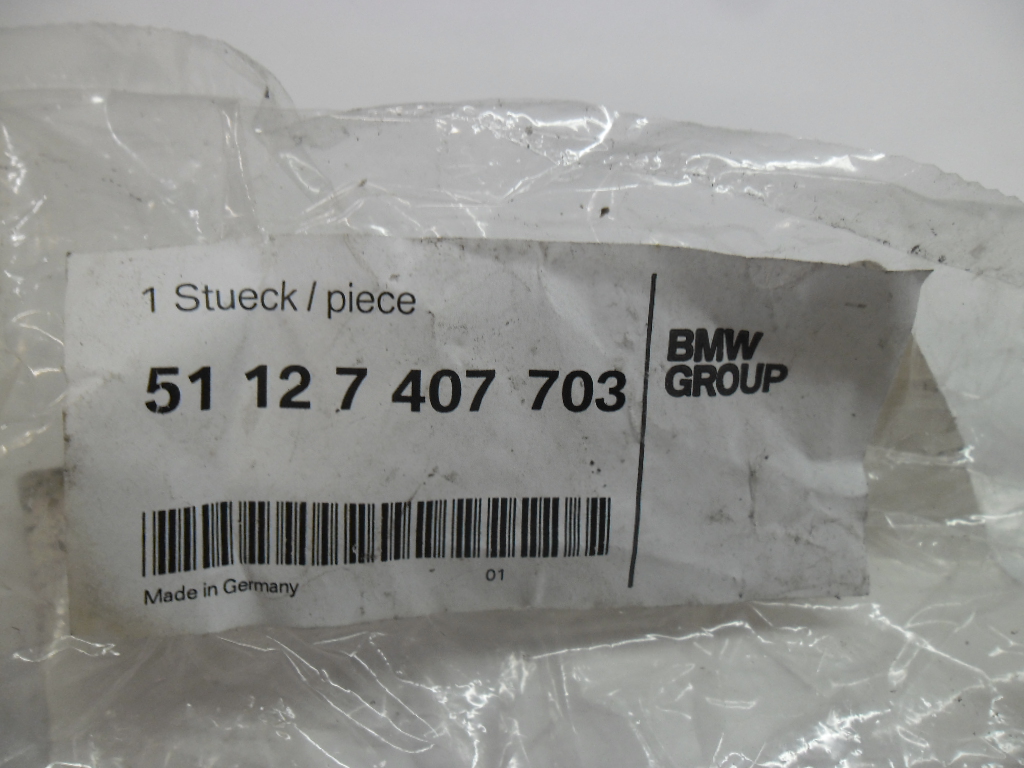 1 Stueck / piece
51 12 7 407 703
BMW
GROUP
Made in Germany
01